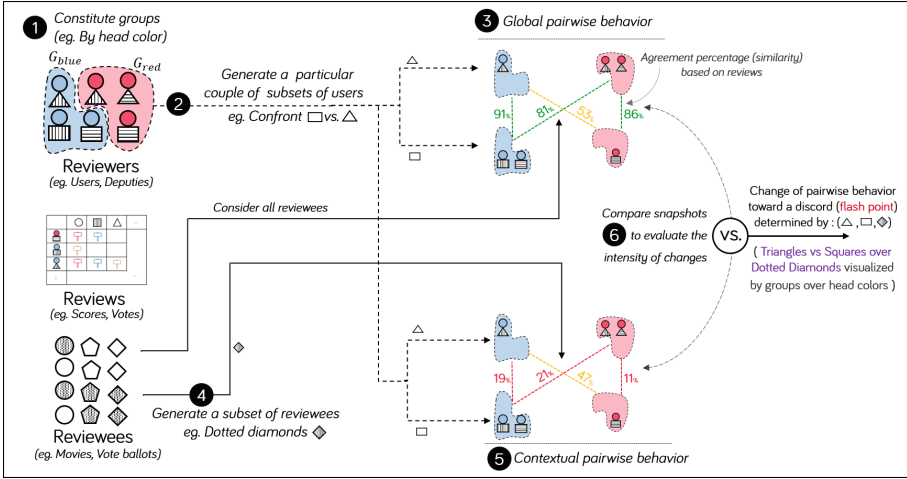 1 Constitute groups
(eg. By head color)
G_blue
G_red
Reviewers
(eg. Users, Deputies)
2
Generate a particular
couple of subsets of users
eg. Confront □ vs. △
3 Global pairwise behavior
Agreement percentage (similarity)
based on reviews
91%
81%
53%
86%
Consider all reviewees
Reviews
(eg. Scores, Votes)
6 Compare snapshots
to evaluate the
intensity of changes
VS.
Change of pairwise behavior
toward a discord (flash point)
determined by : (△, □, ◈)
( Triangles vs Squares over
Dotted Diamonds visualized
by groups over head colors )
4
Generate a subset of reviewees
eg. Dotted diamonds ◈
Reviewees
(eg. Movies, Vote ballots)
19%
21%
47%
11%
5 Contextual pairwise behavior